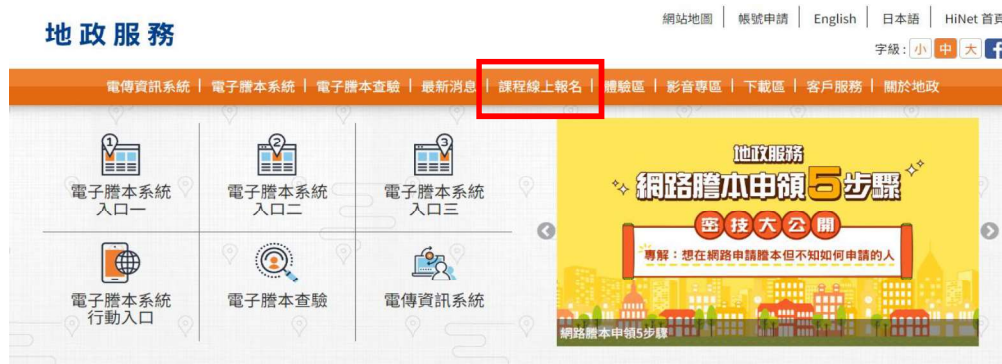 網站地圖 | 帳號申請 | English | 日本語 | HiNet 首頁
地政服務
字級: 小 中 大 f
電傳資訊系統 | 電子謄本系統 | 電子謄本查驗 | 最新消息 | 課程線上報名 | 體驗區 | 影音專區 | 下載區 | 客戶服務 | 關於地政
1 2 3
電子謄本系統 電子謄本系統 電子謄本系統
入口一 入口二 入口三
電子謄本系統 電子謄本查驗 電傳資訊系統
行動入口
地政服務
網路謄本申領5步驟
密技大公開
專解：想在網路申請謄本但不知如何申請的人
網路謄本申領5步驟